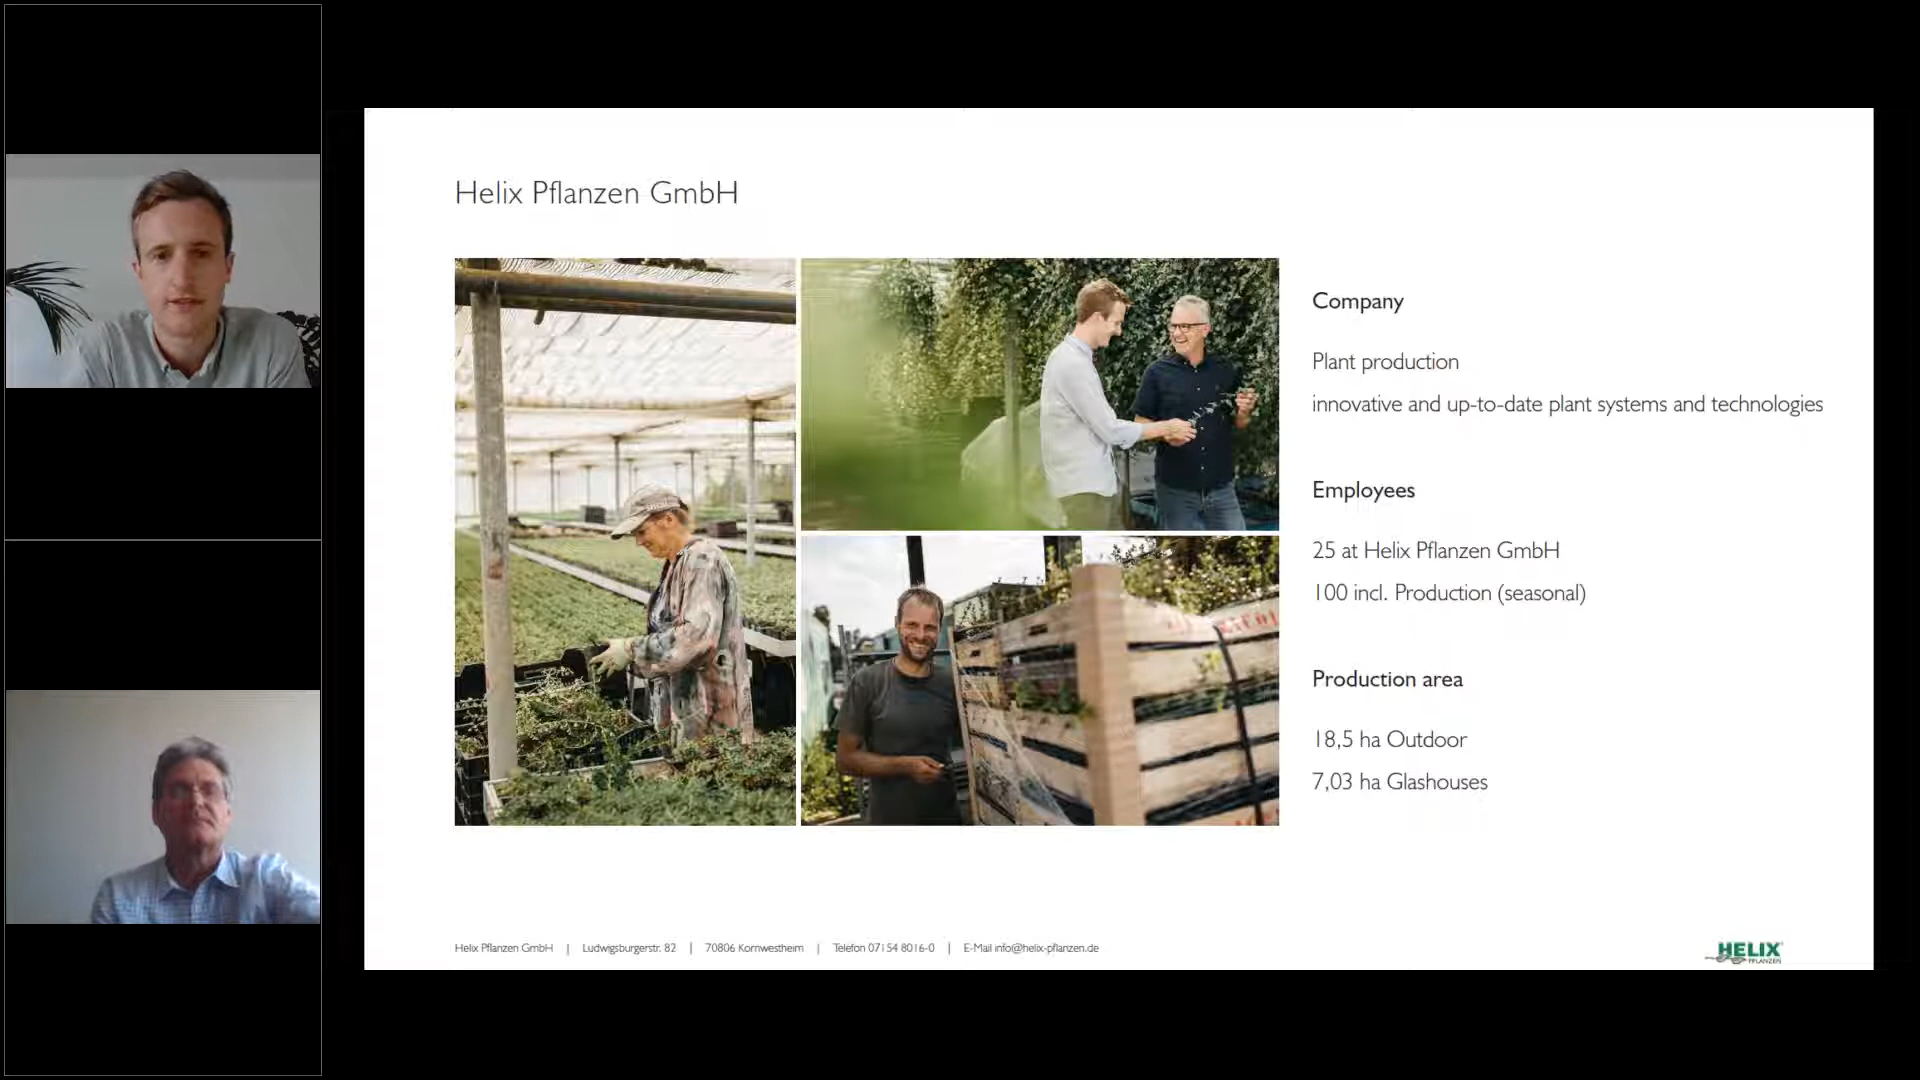 Helix Pflanzen GmbH
Company
Plant production
innovative and up-to-date plant systems and technologies
Employees
25 at Helix Pflanzen GmbH
100 incl. Production (seasonal)
Production area
18,5 ha Outdoor
7,03 ha Glashouses
Helix Pflanzen GmbH | Ludwigsburgerstr. 82 | 70806 Kornwestheim | Telefon 07154 8016-0 | E-Mail info@helix-pflanzen.de
HELIX
PFLANZEN